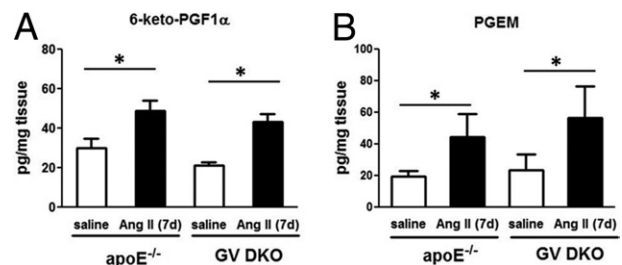 A
6-keto-PGF1α
pg/mg tissue
80
60
40
20
0
*
*
saline
Ang II (7d)
saline
Ang II (7d)
apoE-/-
GV DKO
B
PGEM
pg/mg tissue
100
80
60
40
20
0
*
*
saline
Ang II (7d)
saline
Ang II (7d)
apoE-/-
GV DKO